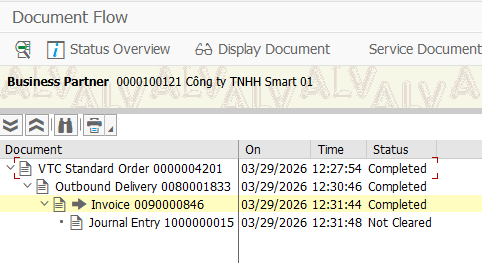 Document Flow
Status Overview Display Document Service Document
Business Partner 0000100121 Công ty TNHH Smart 01
Document On Time Status
VTC Standard Order 0000004201 03/29/2026 12:27:54 Completed
Outbound Delivery 0080001833 03/29/2026 12:30:46 Completed
Invoice 0090000846 03/29/2026 12:31:44 Completed
Journal Entry 1000000015 03/29/2026 12:31:48 Not Cleared